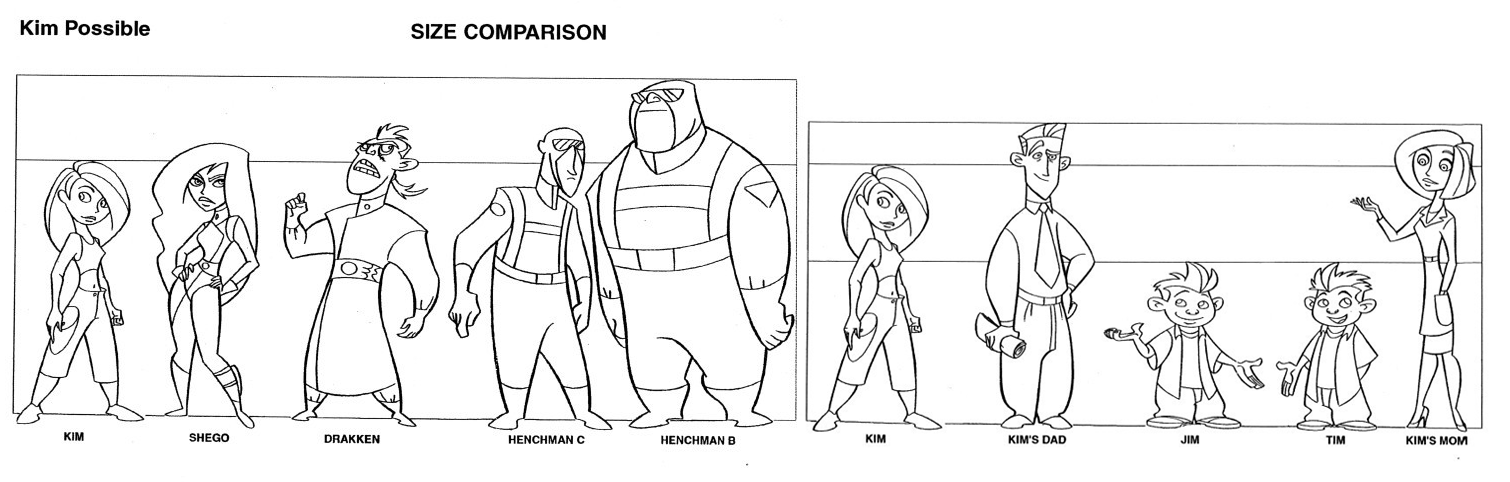 Kim Possible
SIZE COMPARISON
KIM
SHEGO
DRAKKEN
HENCHMAN C
HENCHMAN B
KIM
KIM'S DAD
JIM
TIM
KIM'S MOM